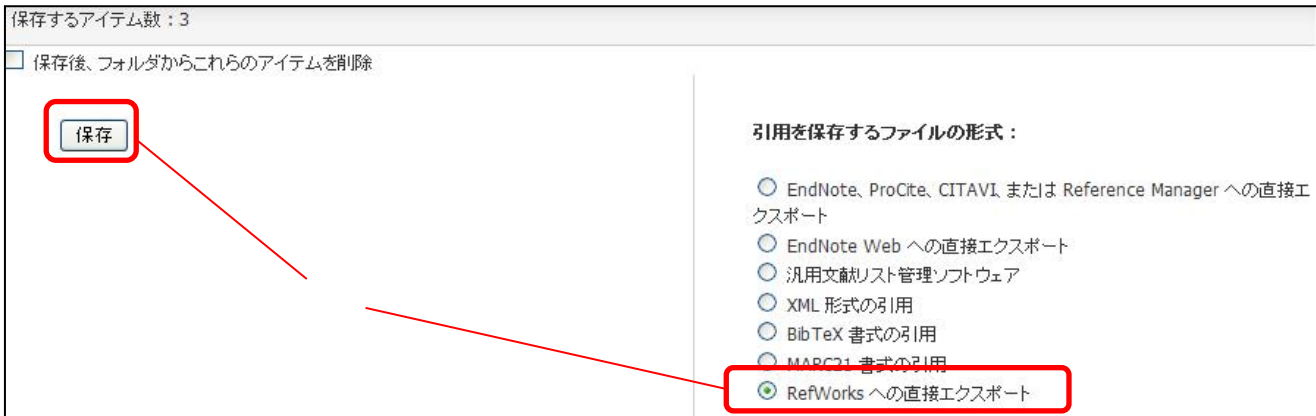 保存するアイテム数：3
保存後、フォルダからこれらのアイテムを削除
保存
引用を保存するファイルの形式：
EndNote、ProCite、CITAVI、または Reference Manager への直接エ
クスポート
EndNote Web への直接エクスポート
汎用文献リスト管理ソフトウェア
XML 形式の引用
BibTeX 書式の引用
MARC21 書式の引用
RefWorks への直接エクスポート